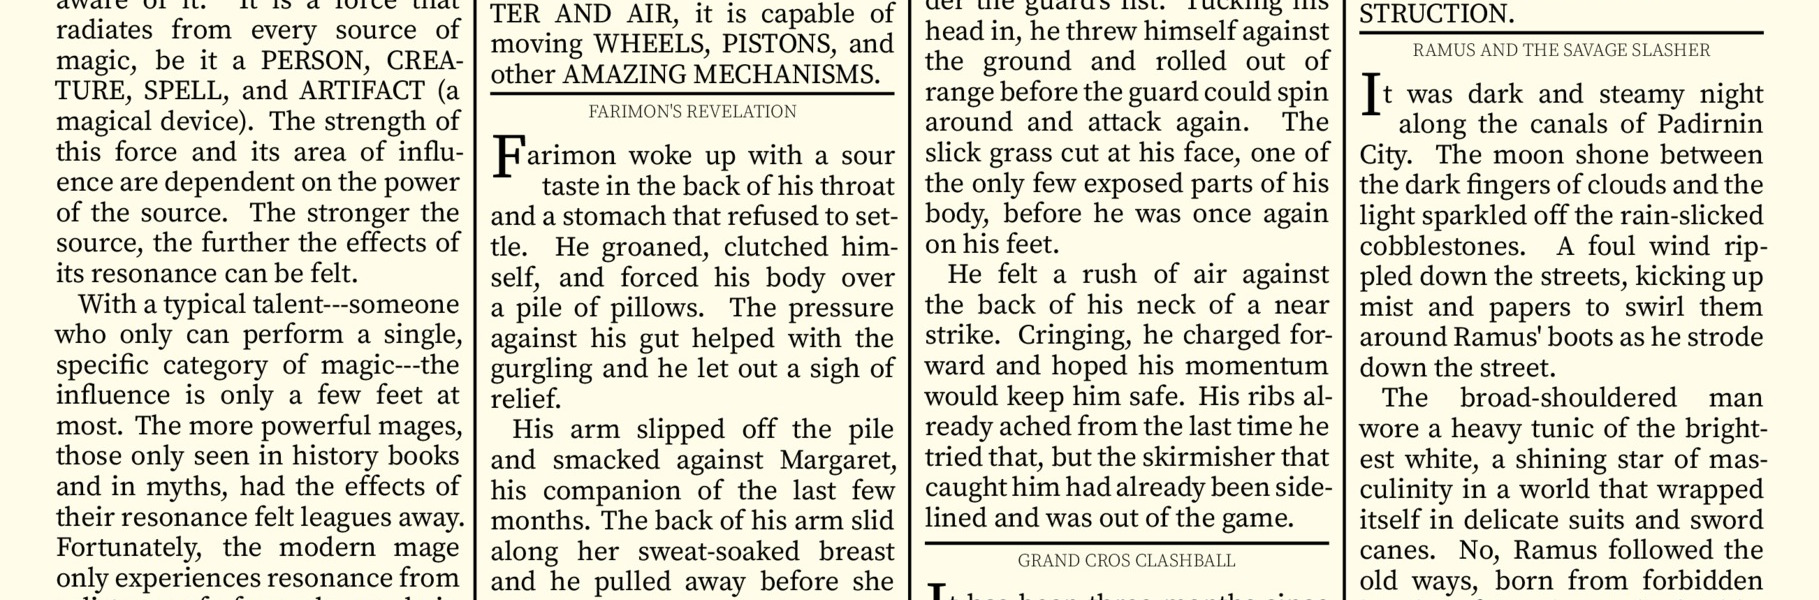 aware of it. It is a force that
radiates from every source of
magic, be it a PERSON, CREA-
TURE, SPELL, and ARTIFACT (a
magical device). The strength of
this force and its area of influ-
ence are dependent on the power
of the source. The stronger the
source, the further the effects of
its resonance can be felt.
With a typical talent---someone
who only can perform a single,
specific category of magic---the
influence is only a few feet at
most. The more powerful mages,
those only seen in history books
and in myths, had the effects of
their resonance felt leagues away.
Fortunately, the modern mage
only experiences resonance from
TER AND AIR, it is capable of
moving WHEELS, PISTONS, and
other AMAZING MECHANISMS.
FARIMON'S REVELATION
Farimon woke up with a sour
taste in the back of his throat
and a stomach that refused to set-
tle. He groaned, clutched him-
self, and forced his body over
a pile of pillows. The pressure
against his gut helped with the
gurgling and he let out a sigh of
relief.
His arm slipped off the pile
and smacked against Margaret,
his companion of the last few
months. The back of his arm slid
along her sweat-soaked breast
and he pulled away before she
der the guard's fist. Tucking his
head in, he threw himself against
the ground and rolled out of
range before the guard could spin
around and attack again. The
slick grass cut at his face, one of
the only few exposed parts of his
body, before he was once again
on his feet.
He felt a rush of air against
the back of his neck of a near
strike. Cringing, he charged for-
ward and hoped his momentum
would keep him safe. His ribs al-
ready ached from the last time he
tried that, but the skirmisher that
caught him had already been side-
lined and was out of the game.
GRAND CROS CLASHBALL
It has been three months since
STRUCTION.
RAMUS AND THE SAVAGE SLASHER
It was dark and steamy night
along the canals of Padirnin
City. The moon shone between
the dark fingers of clouds and the
light sparkled off the rain-slicked
cobblestones. A foul wind rip-
pled down the streets, kicking up
mist and papers to swirl them
around Ramus' boots as he strode
down the street.
The broad-shouldered man
wore a heavy tunic of the bright-
est white, a shining star of mas-
culinity in a world that wrapped
itself in delicate suits and sword
canes. No, Ramus followed the
old ways, born from forbidden